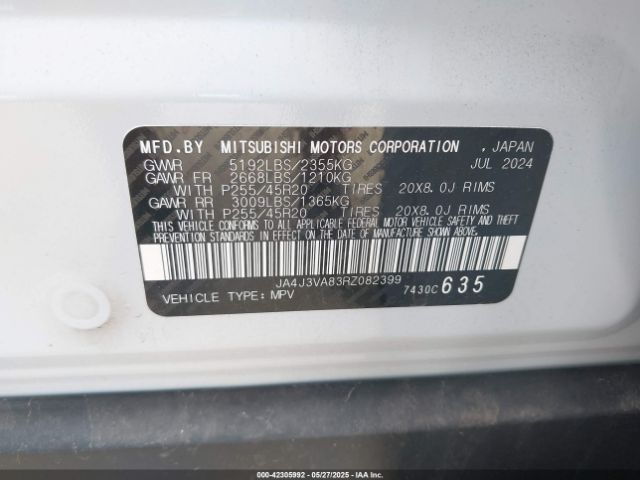 MFD.BY MITSUBISHI MOTORS CORPORATION , JAPAN
GVWR 5192LBS/2355KG JUL 2024
GAWR FR 2668LBS/1210KG
WITH P255/45R20 TIRES 20X8.0J RIMS
GAWR RR 3009LBS/1365KG
WITH P255/45R20 TIRES 20X8.0J RIMS
THIS VEHICLE CONFORMS TO ALL APPLICABLE FEDERAL MOTOR VEHICLE SAFETY AND THEFT
PREVENTION STANDARDS IN EFFECT ON THE DATE OF MANUFACTURE SHOWN ABOVE.
JA4J3VA83RZ082399
VEHICLE TYPE: MPV 7430C 635
000-42305992 | 05/27/2025 | iaai.com